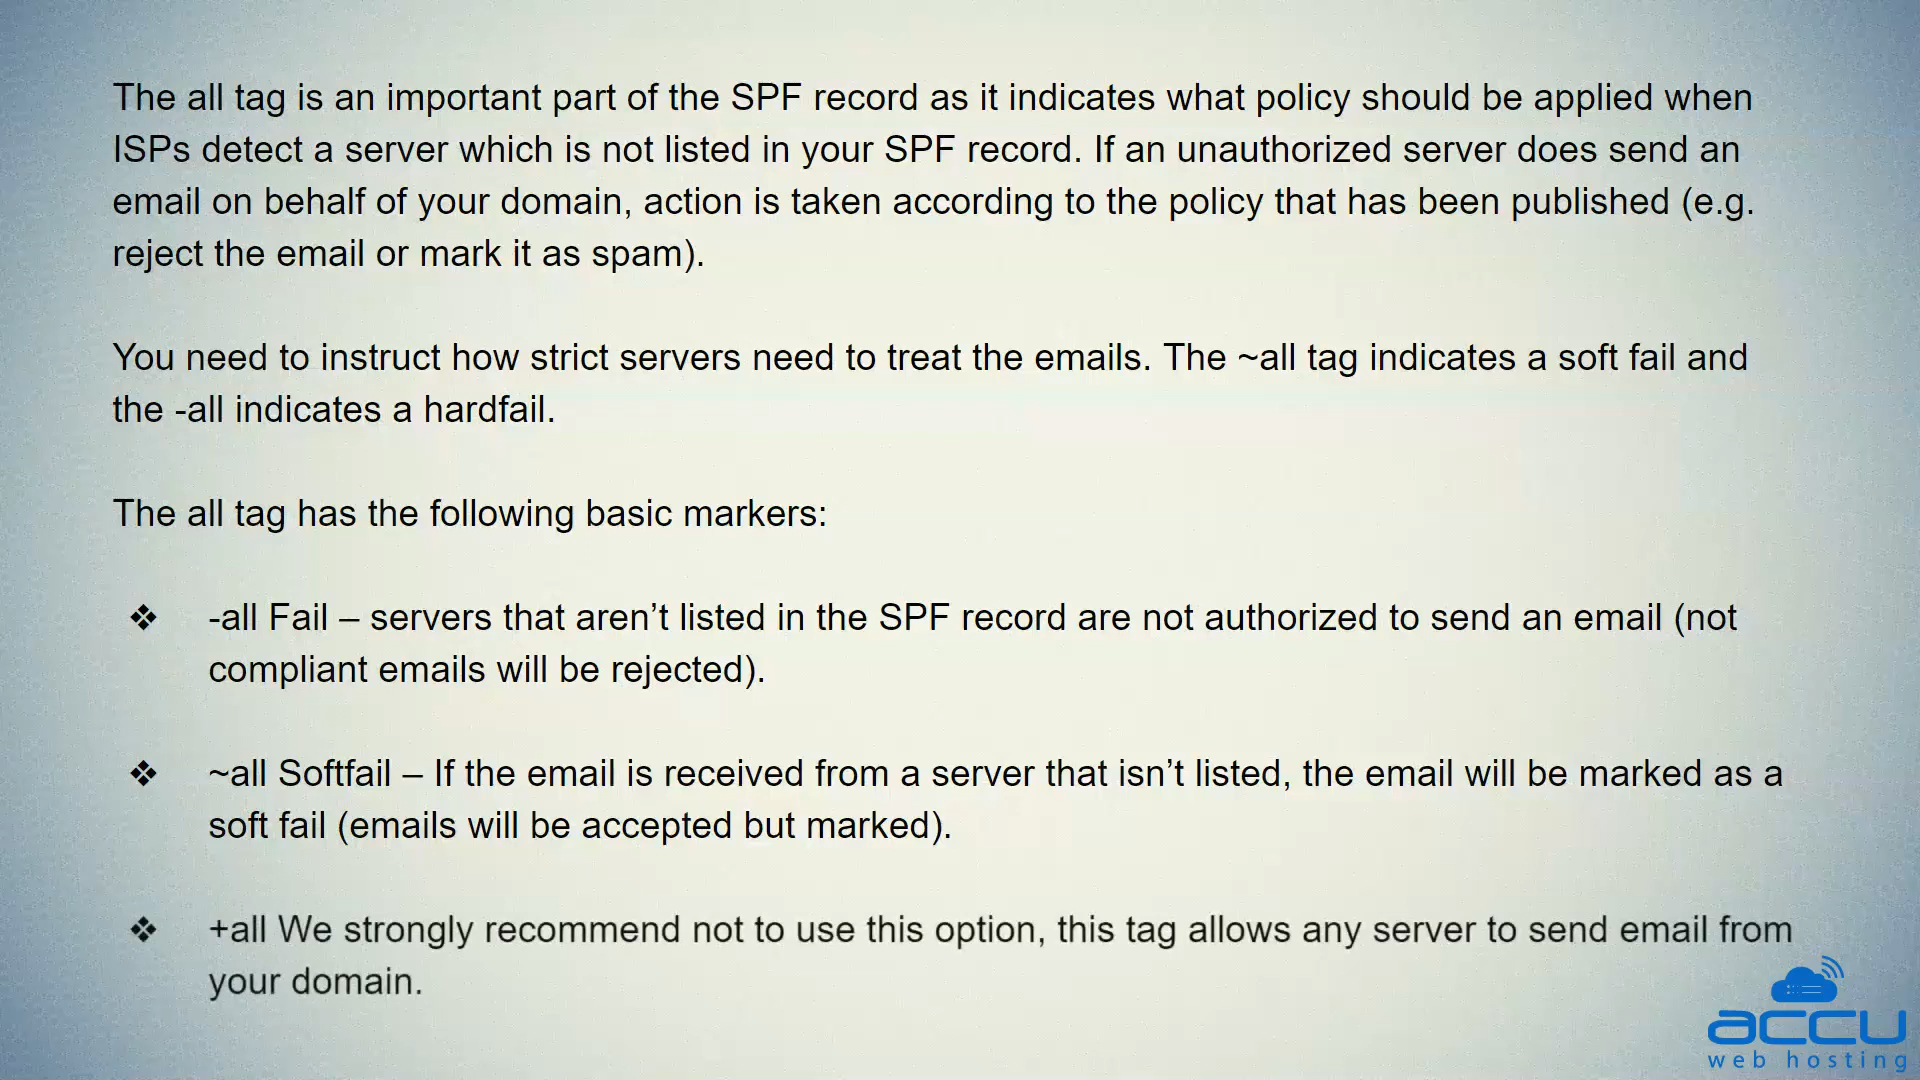 The all tag is an important part of the SPF record as it indicates what policy should be applied when
ISPs detect a server which is not listed in your SPF record. If an unauthorized server does send an
email on behalf of your domain, action is taken according to the policy that has been published (e.g.
reject the email or mark it as spam).
You need to instruct how strict servers need to treat the emails. The ~all tag indicates a soft fail and
the -all indicates a hardfail.
The all tag has the following basic markers:
❖ -all Fail – servers that aren’t listed in the SPF record are not authorized to send an email (not
compliant emails will be rejected).
❖ ~all Softfail – If the email is received from a server that isn’t listed, the email will be marked as a
soft fail (emails will be accepted but marked).
❖ +all We strongly recommend not to use this option, this tag allows any server to send email from
your domain.
accu
web hosting